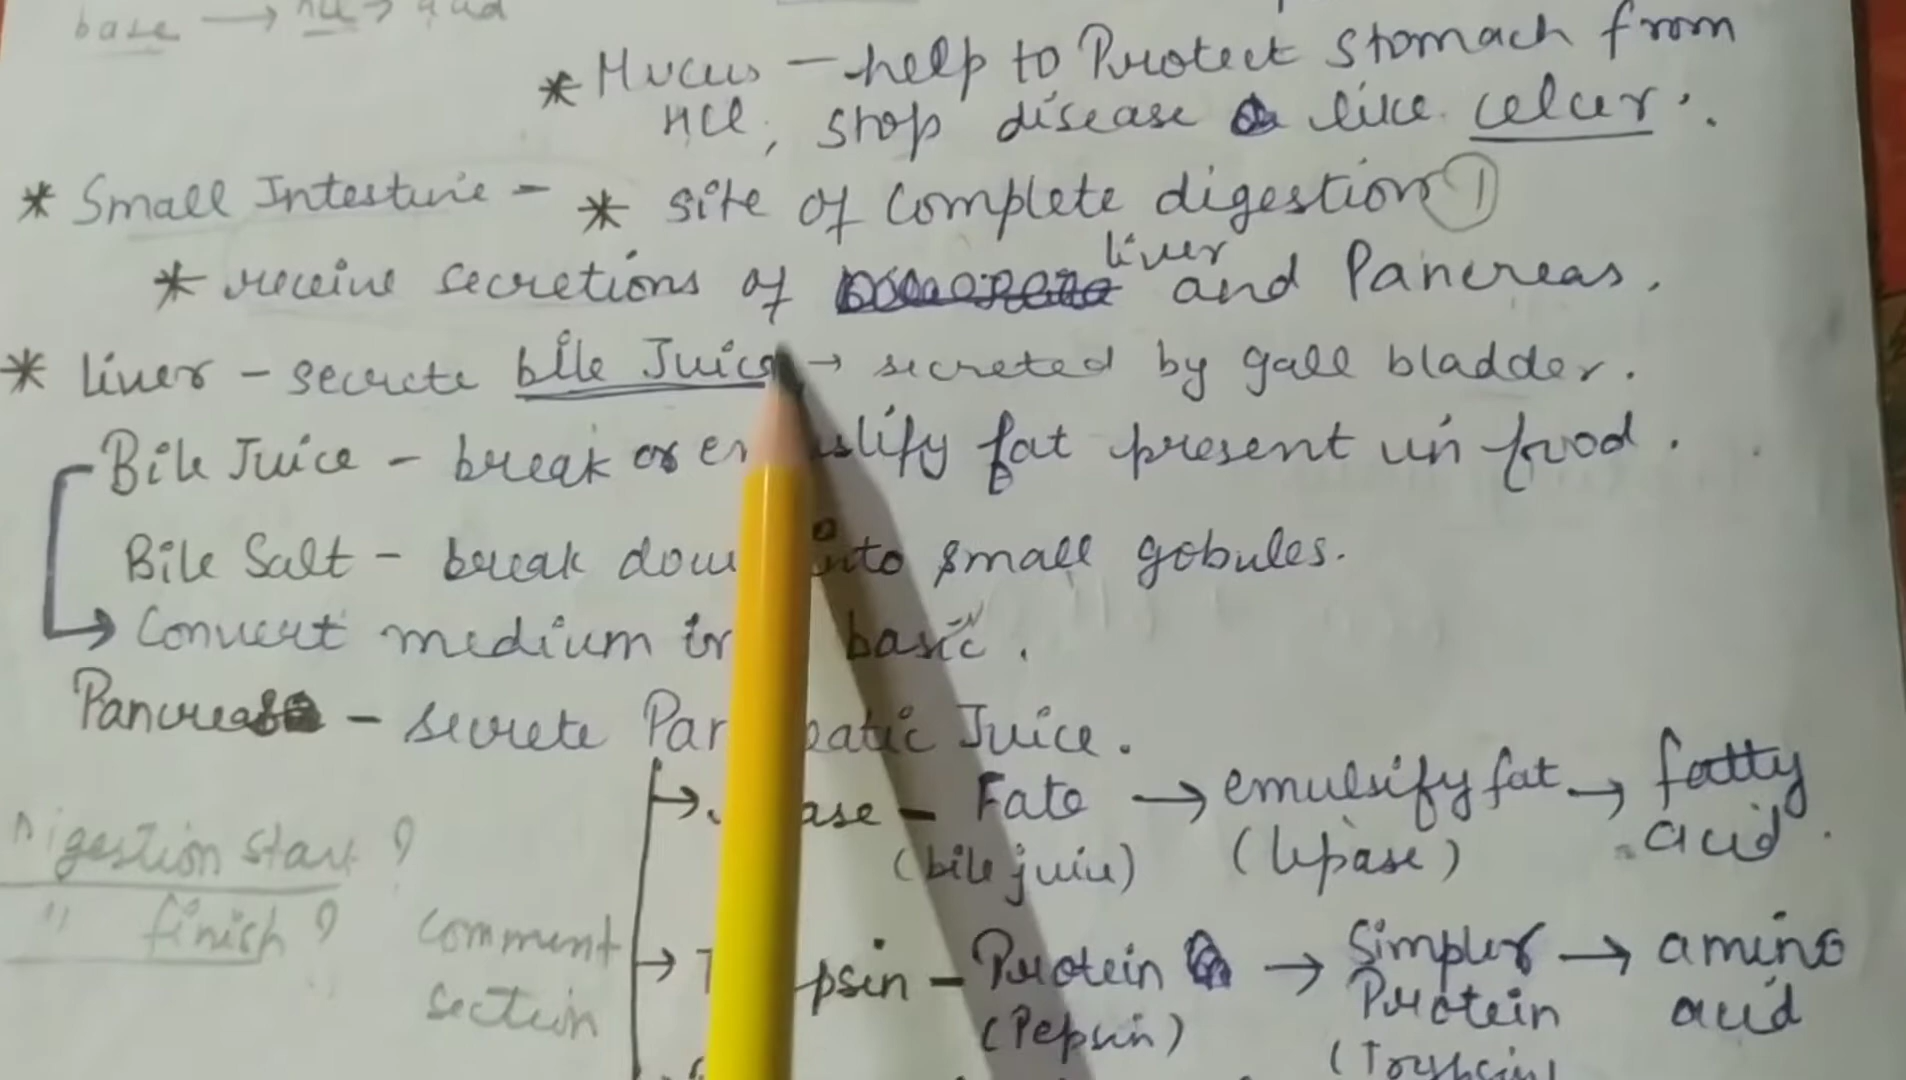 base → HCl → acid
* Mucus — help to Protect Stomach from
HCl, stop disease like celcer.
* Small Intestine - * site of complete digestion 1
* receive secretions of liver and Pancreas.
* Liver - secrete bile Juice → secreted by gall bladder.
Bile Juice - break or emuslify fat present in food.
Bile Salt - break down into small gobules.
→ Convert medium in basic.
Pancreas - secrete Pancreatic Juice.
→ ase - Fats → emulsify fat → fatty acid.
(bile juice) (lipase)
Digestion start?
" finish? comment section
→ T psin - Protein → Simpler Protein → amino acid
(Pepsin) (Trypsin)